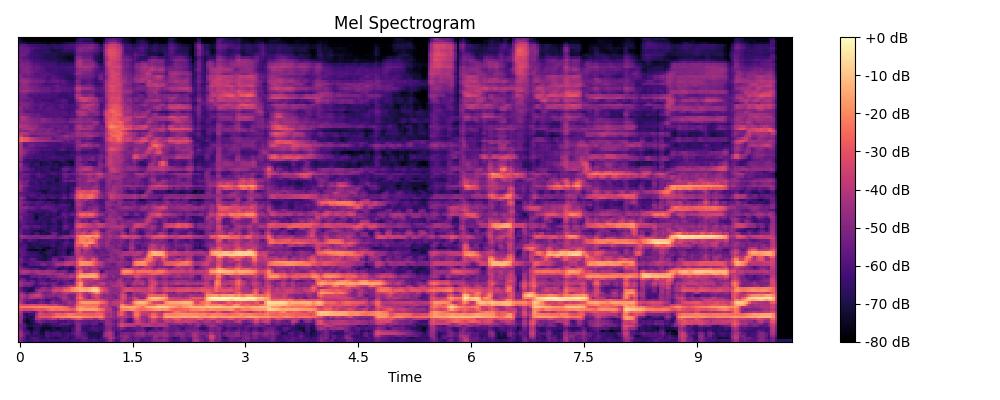 Mel Spectrogram
+0 dB
-10 dB
-20 dB
-30 dB
-40 dB
-50 dB
-60 dB
-70 dB
-80 dB
0 1.5 3 4.5 6 7.5 9
Time